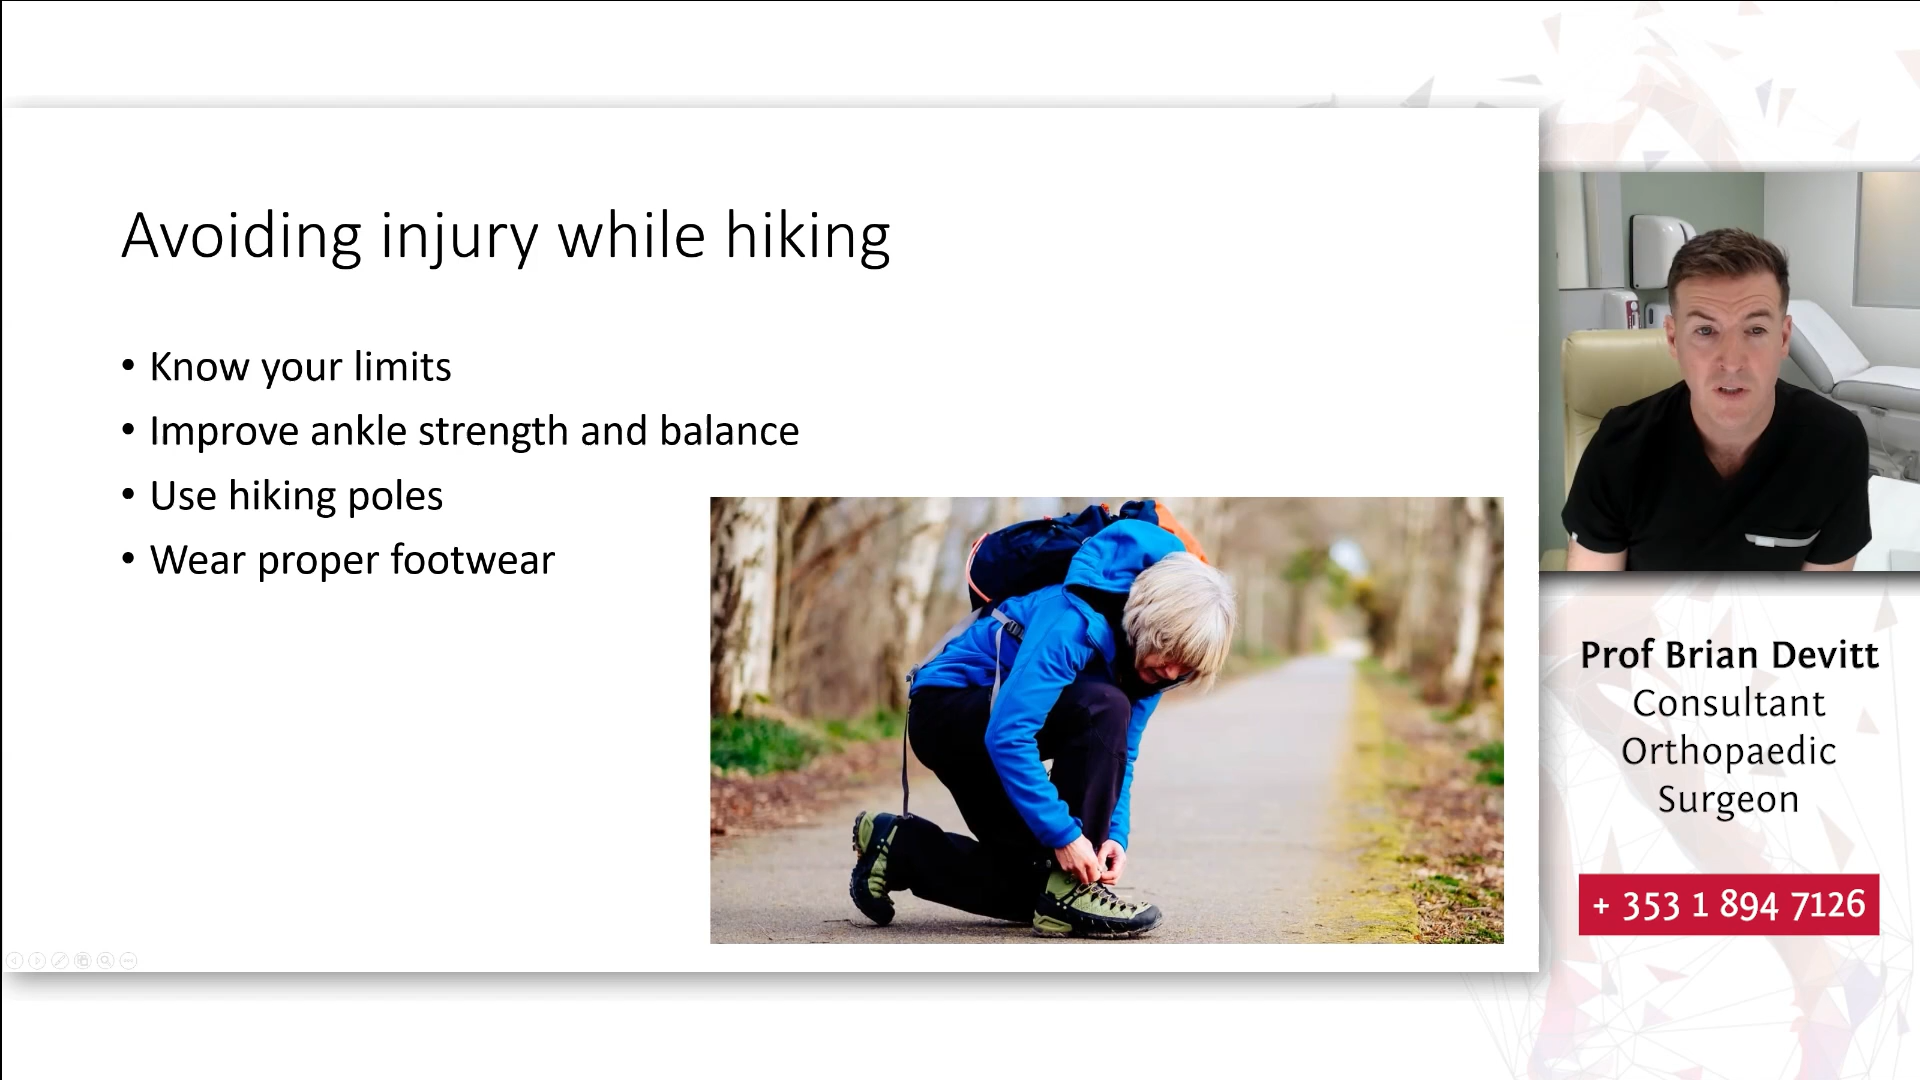 Avoiding injury while hiking
• Know your limits
• Improve ankle strength and balance
• Use hiking poles
• Wear proper footwear
Prof Brian Devitt
Consultant
Orthopaedic
Surgeon
+ 353 1 894 7126